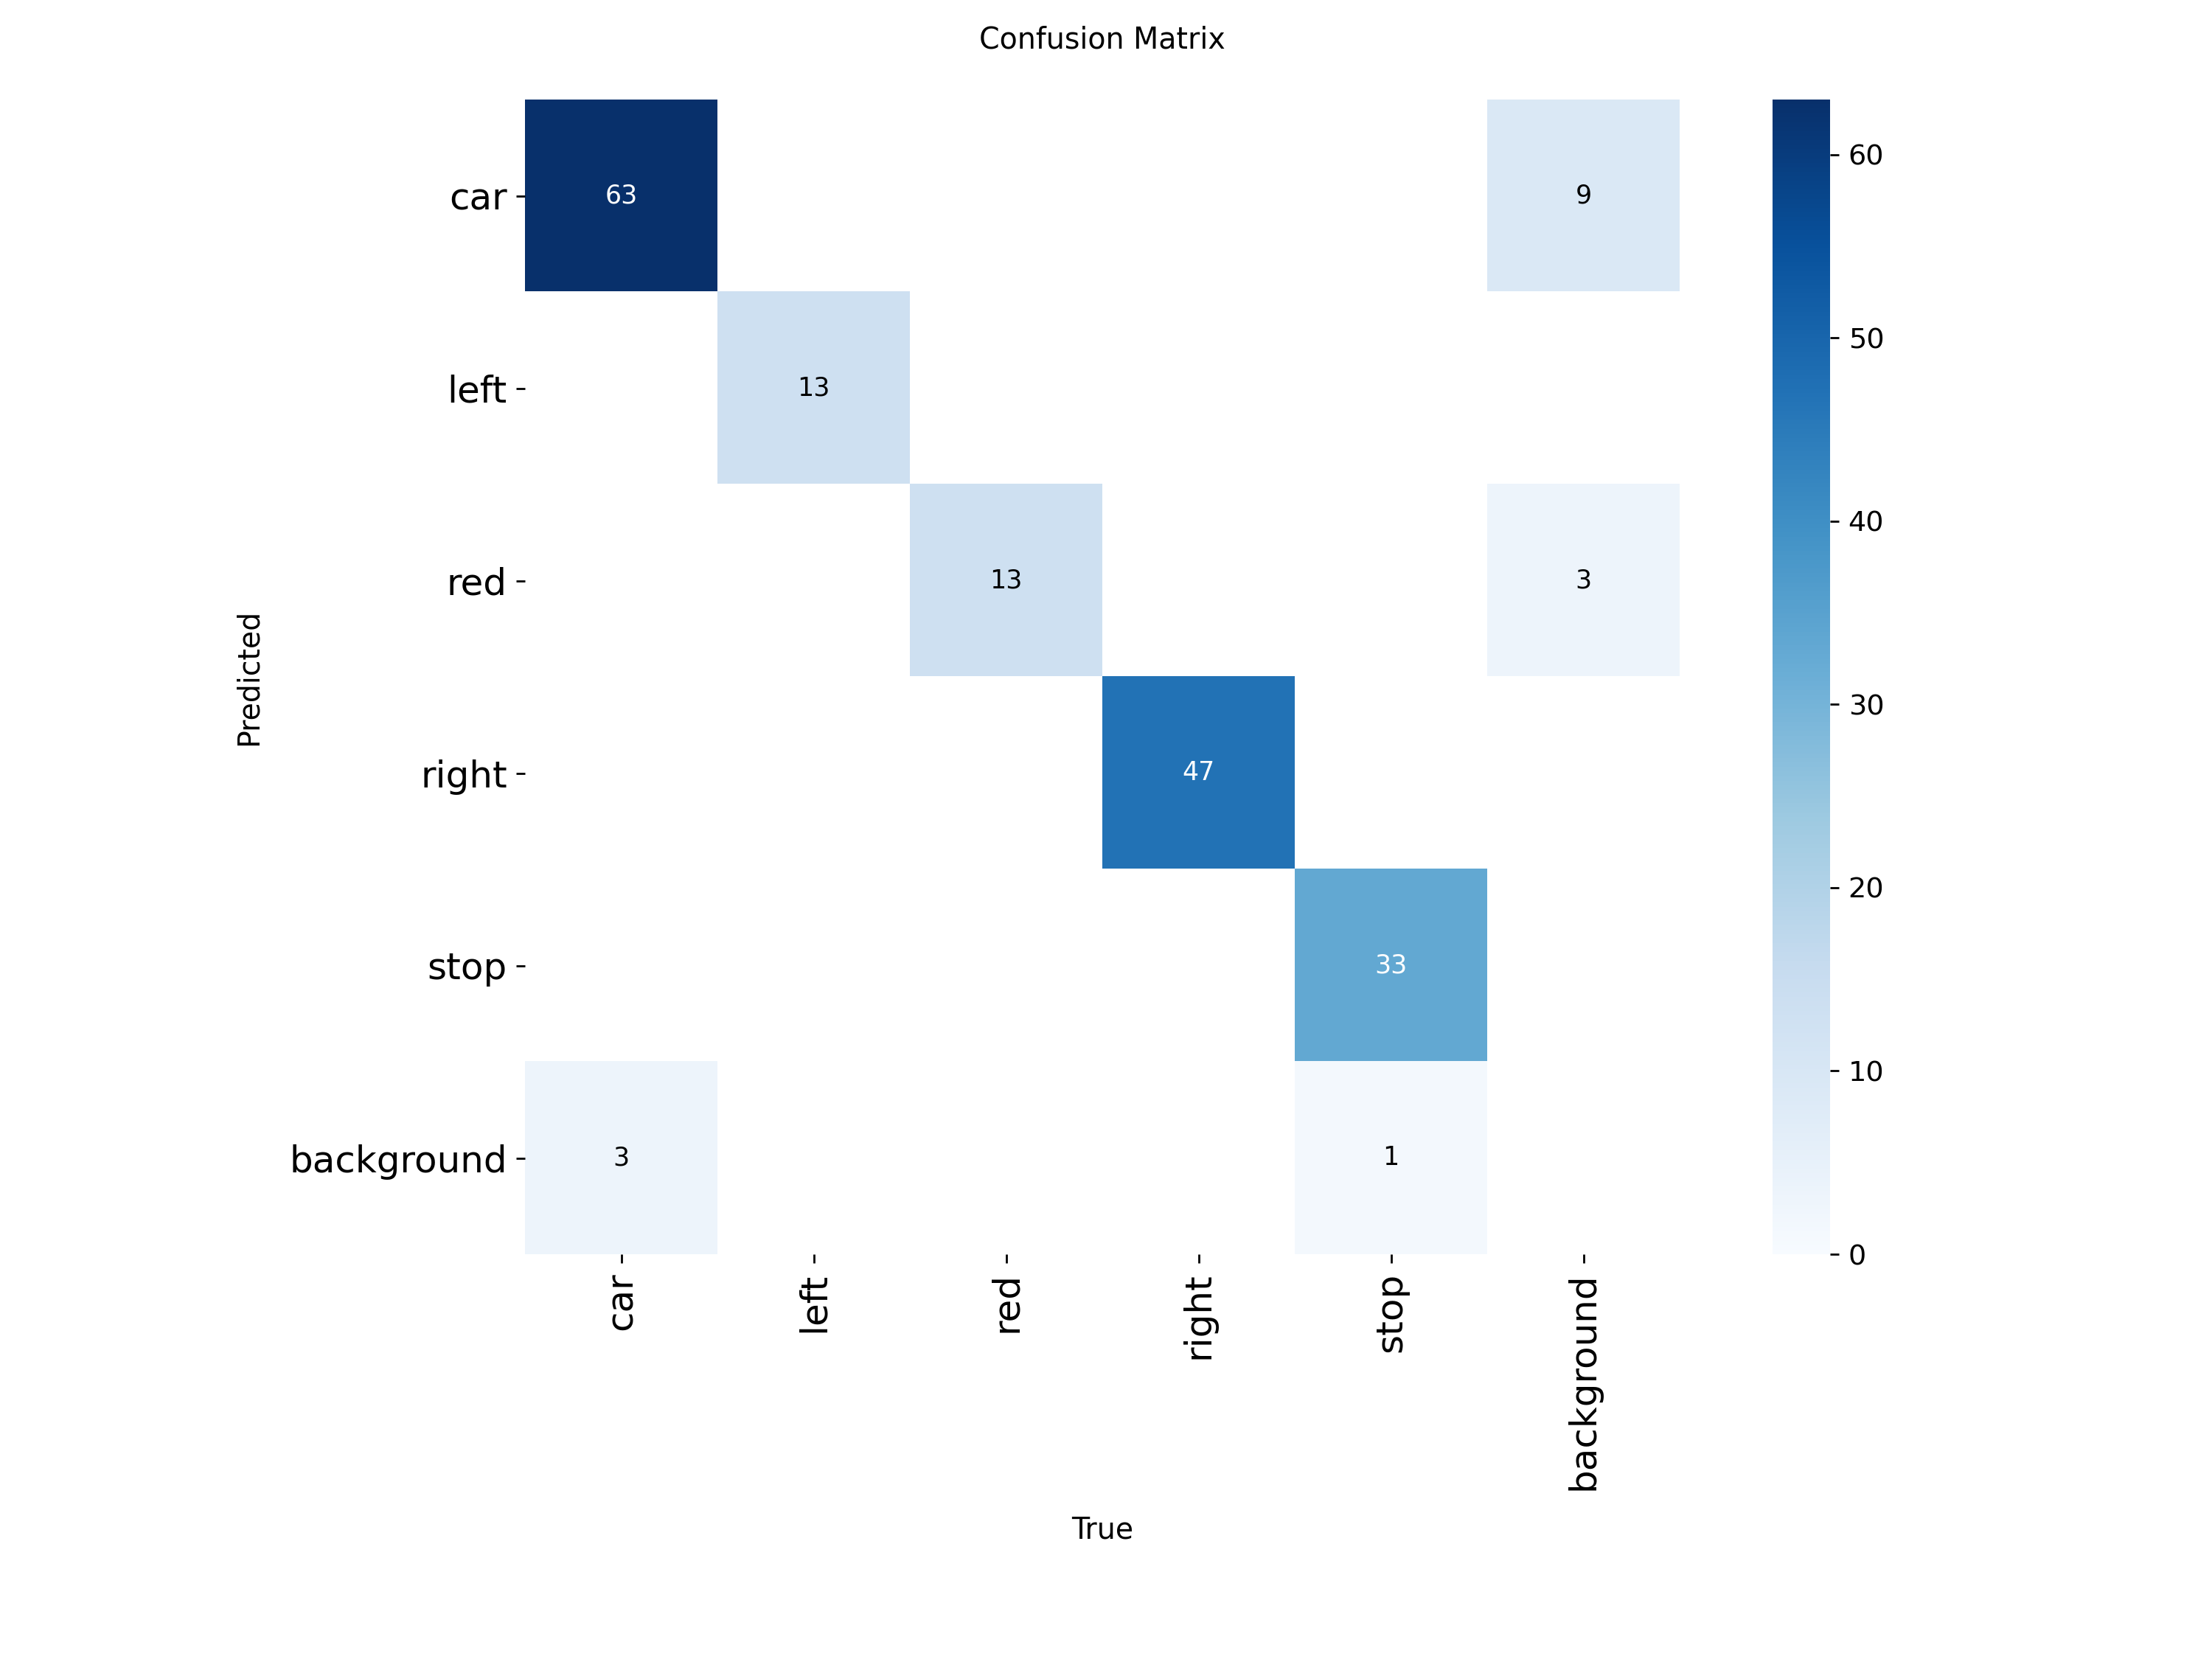 Confusion Matrix
car
63
9
60
left
13
50
red
13
3
40
Predicted
right
47
30
stop
33
20
background
3
1
10
0
car
left
red
right
stop
background
True